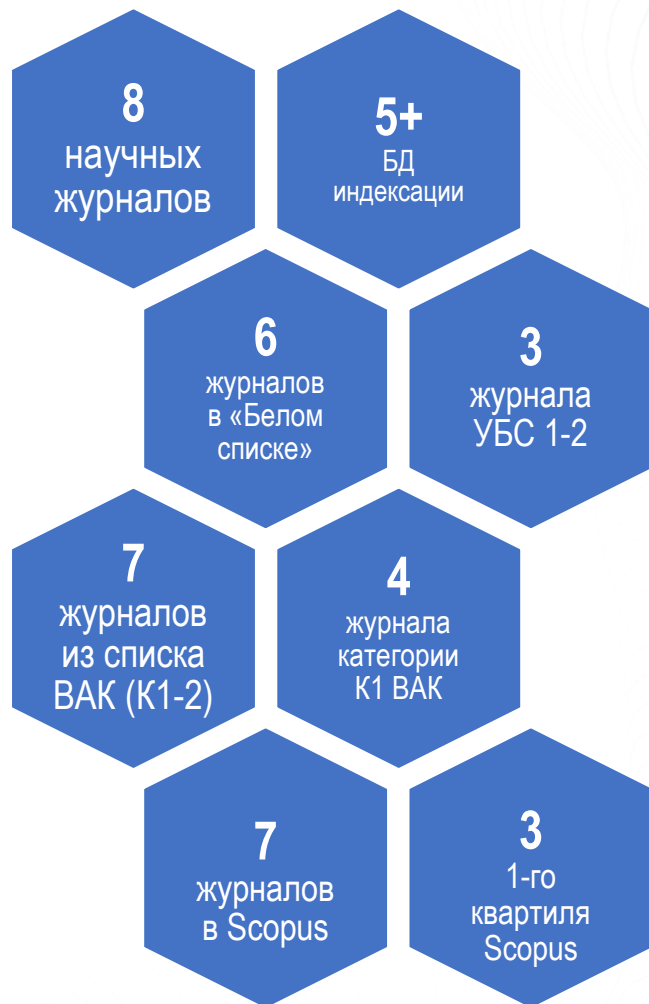 8
научных
журналов
5+
БД
индексации
6
журналов
в «Белом
списке»
3
журнала
УБС 1-2
7
журналов
из списка
ВАК (К1-2)
4
журнала
категории
К1 ВАК
7
журналов
в Scopus
3
1-го
квартиля
Scopus